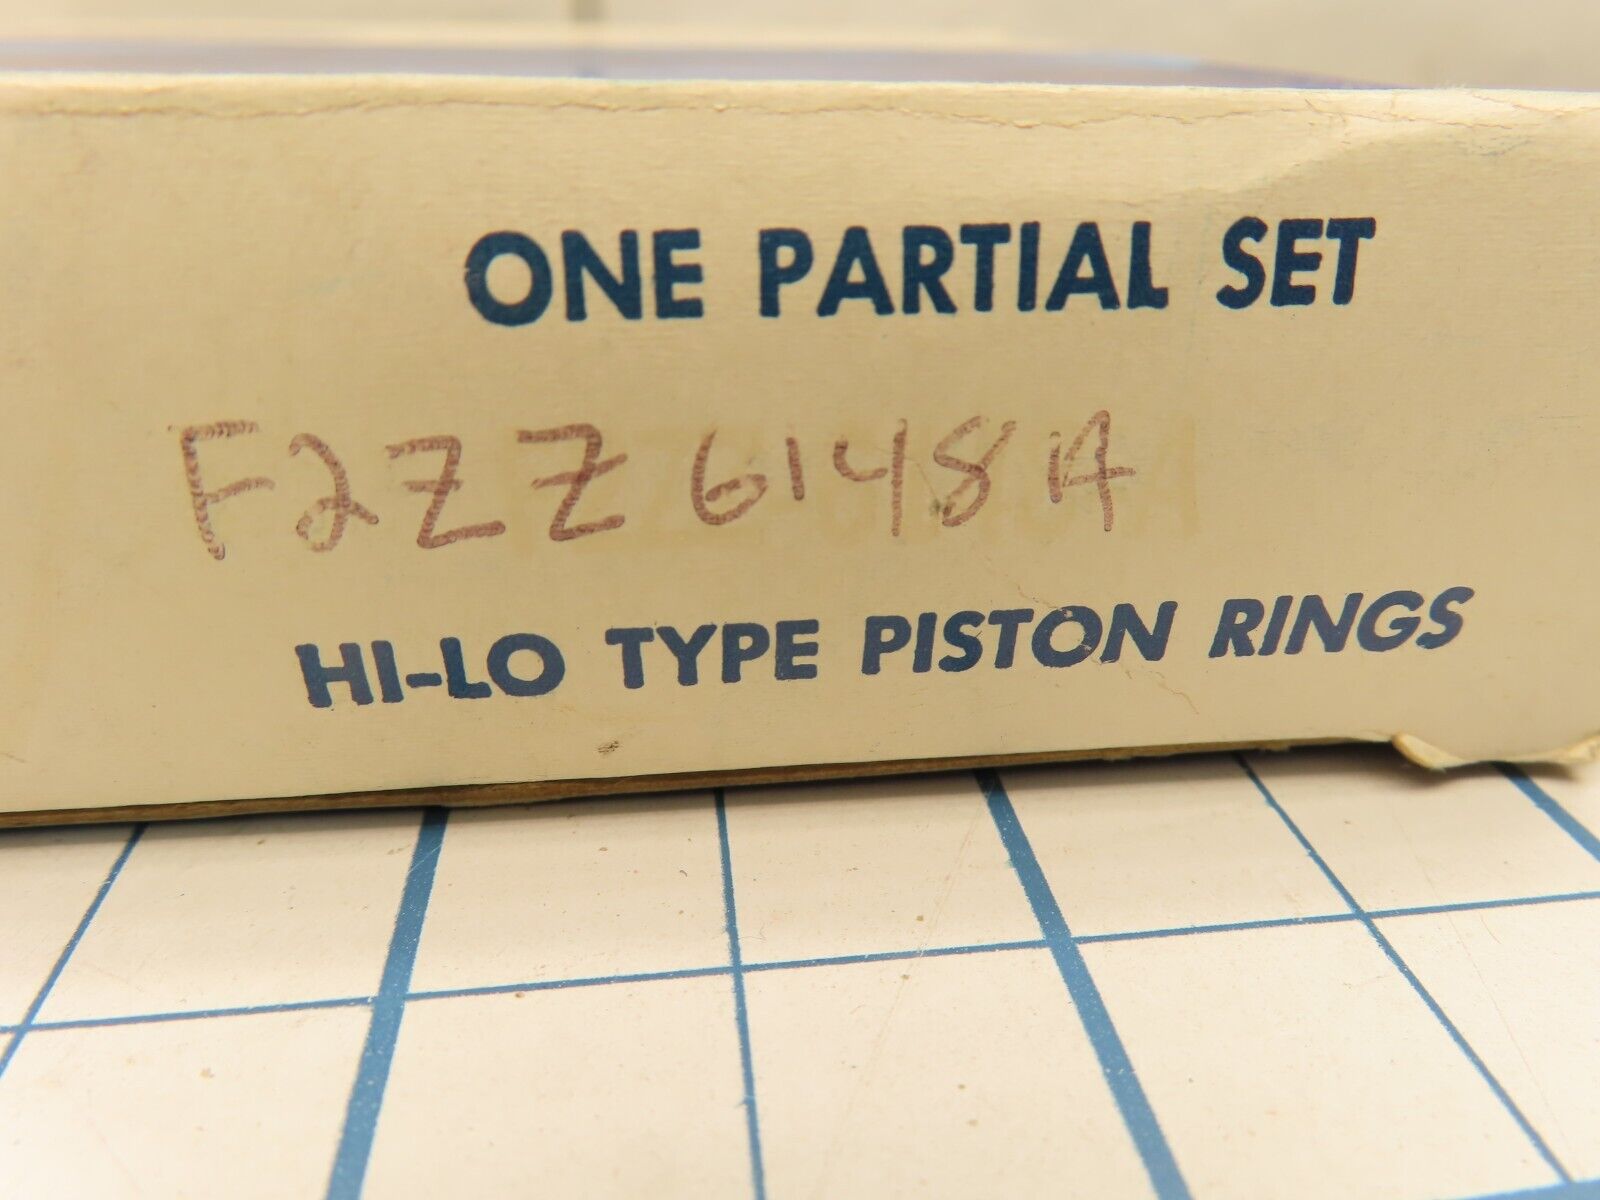 ONE PARTIAL SET
F2ZZ6148A
HI-LO TYPE PISTON RINGS